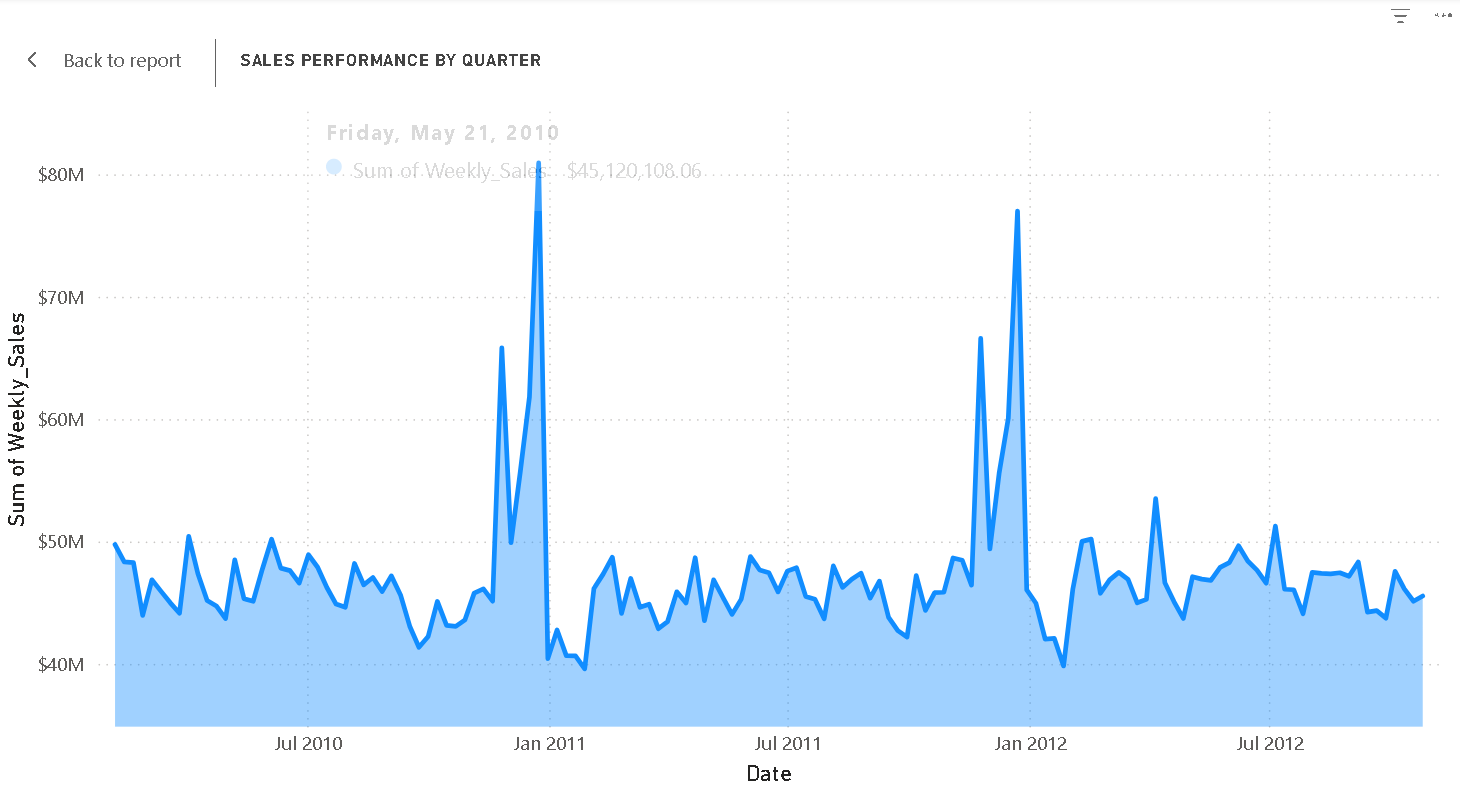 Back to report
SALES PERFORMANCE BY QUARTER
Friday, May 21, 2010
Sum of Weekly_Sales $45,120,108.06
$80M
$70M
$60M
$50M
$40M
Sum of Weekly_Sales
Jul 2010
Jan 2011
Jul 2011
Jan 2012
Jul 2012
Date